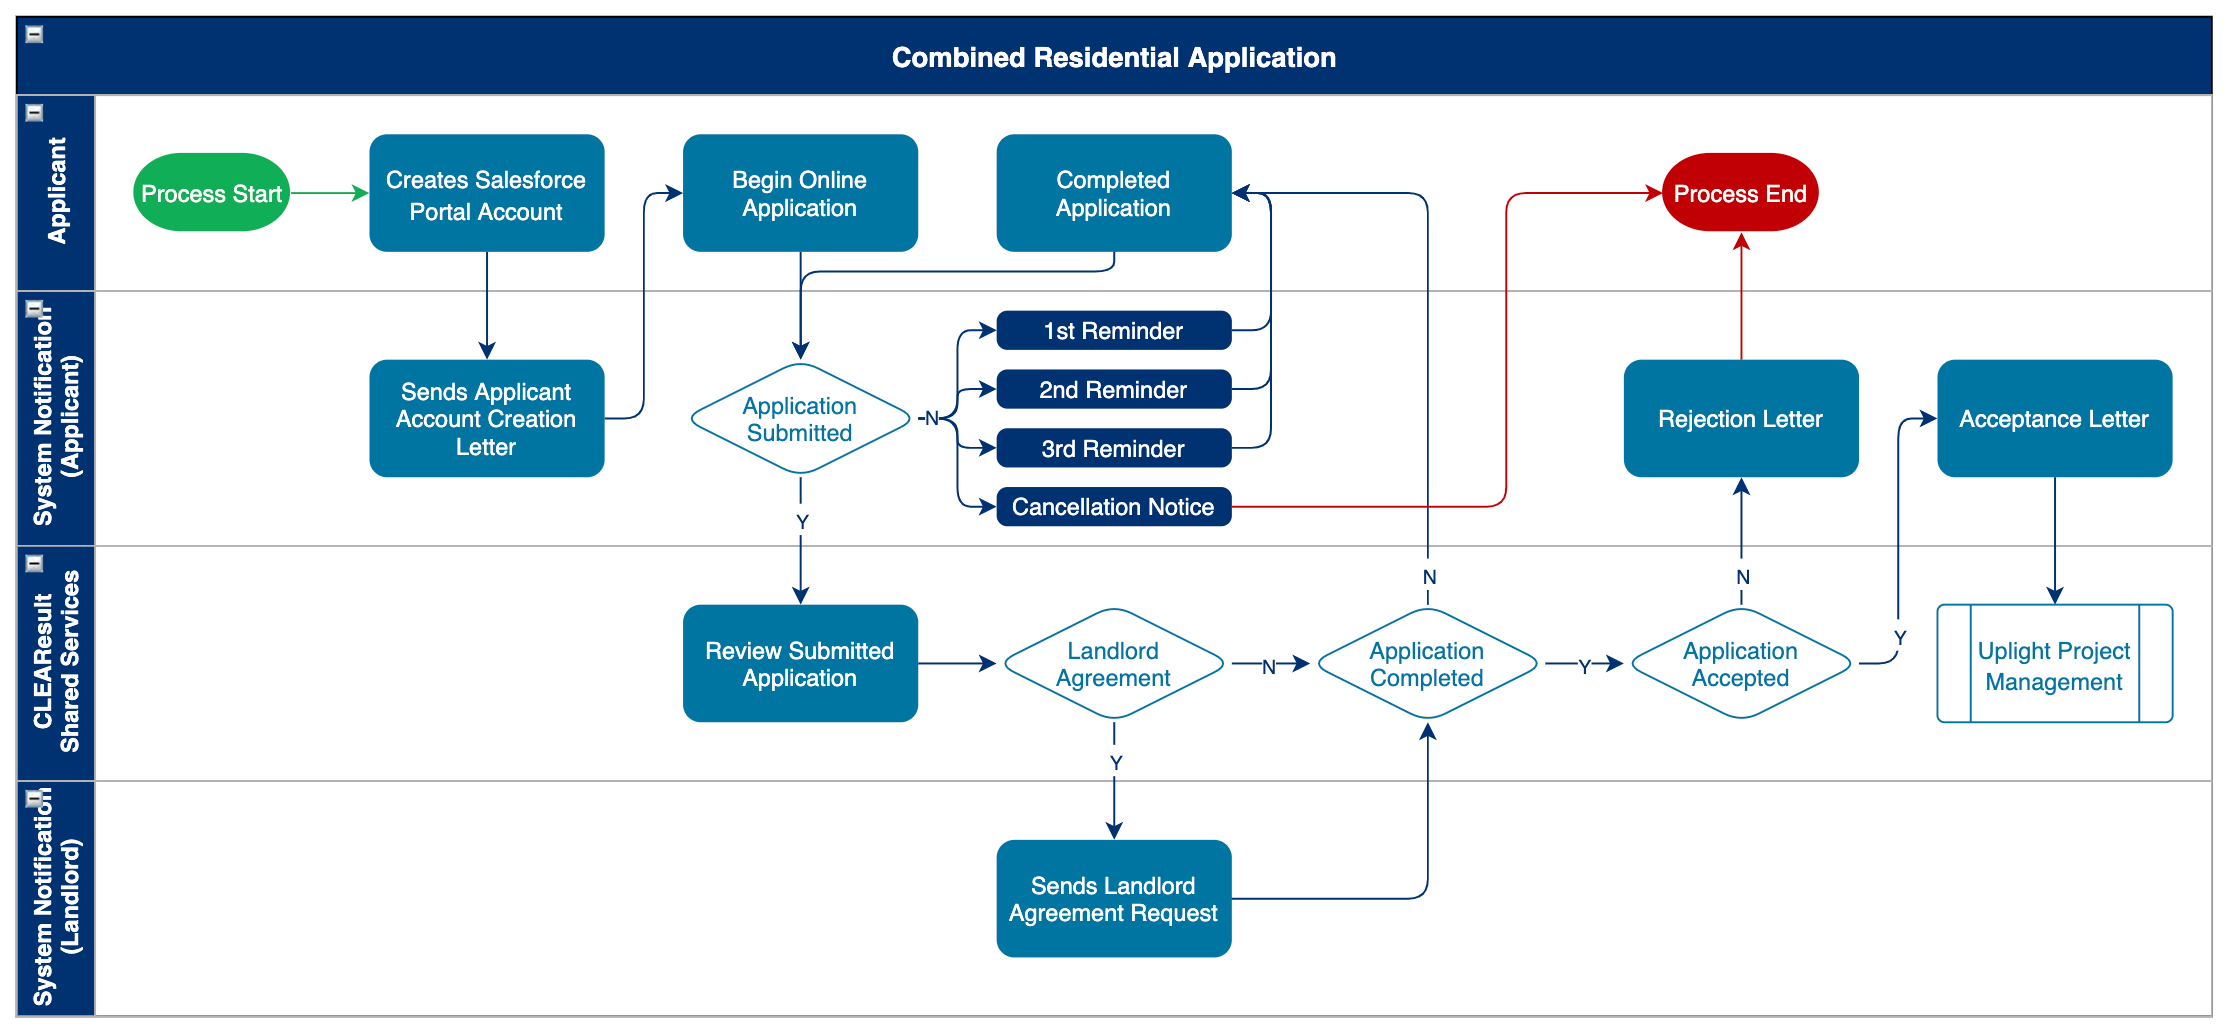 Combined Residential Application
Applicant
Process Start
Creates Salesforce
Portal Account
Begin Online
Application
Completed
Application
Process End
System Notification
(Applicant)
Sends Applicant
Account Creation
Letter
Application
Submitted
N
1st Reminder
2nd Reminder
3rd Reminder
Cancellation Notice
Rejection Letter
Acceptance Letter
Y
CLEAResult
Shared Services
Review Submitted
Application
Landlord
Agreement
N
Application
Completed
N
Y
Application
Accepted
N
Y
Uplight Project
Management
Y
System Notification
(Landlord)
Sends Landlord
Agreement Request